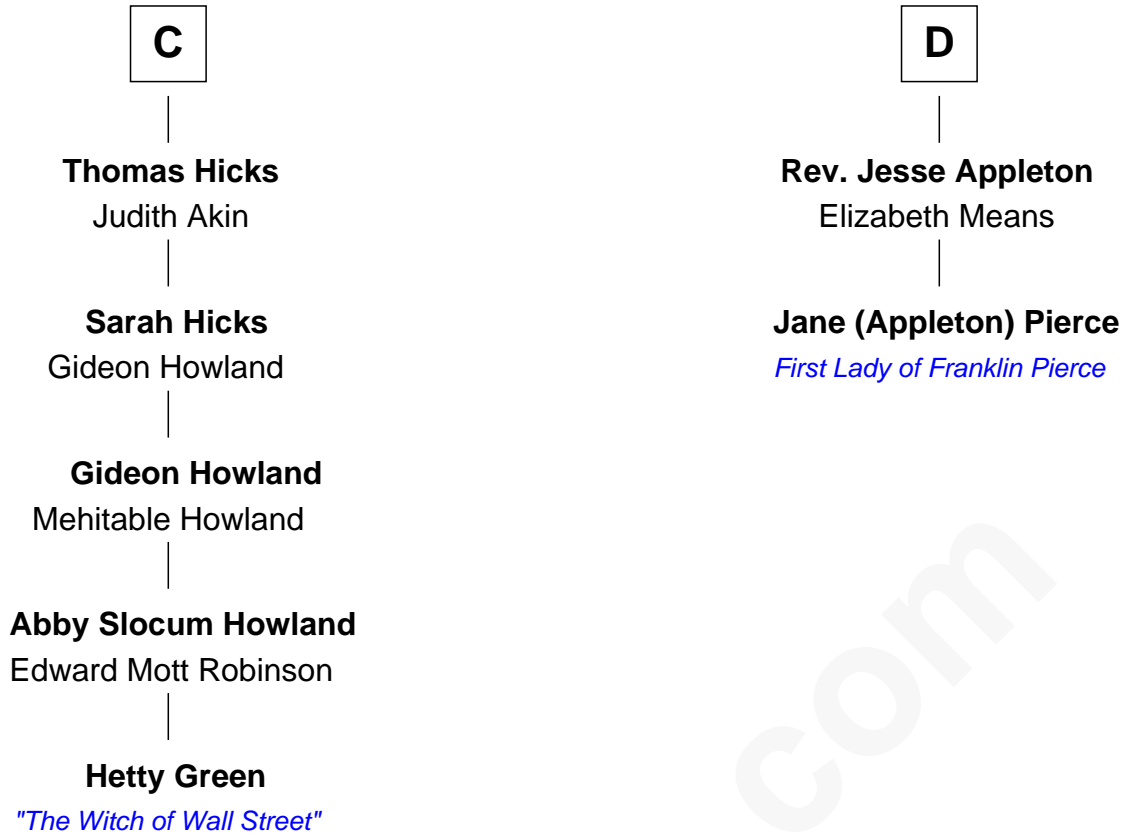 C
Thomas Hicks
Judith Akin
Sarah Hicks
Gideon Howland
Gideon Howland
Mehitable Howland
Abby Slocum Howland
Edward Mott Robinson
Hetty Green
"The Witch of Wall Street"
D
Rev. Jesse Appleton
Elizabeth Means
Jane (Appleton) Pierce
First Lady of Franklin Pierce
com